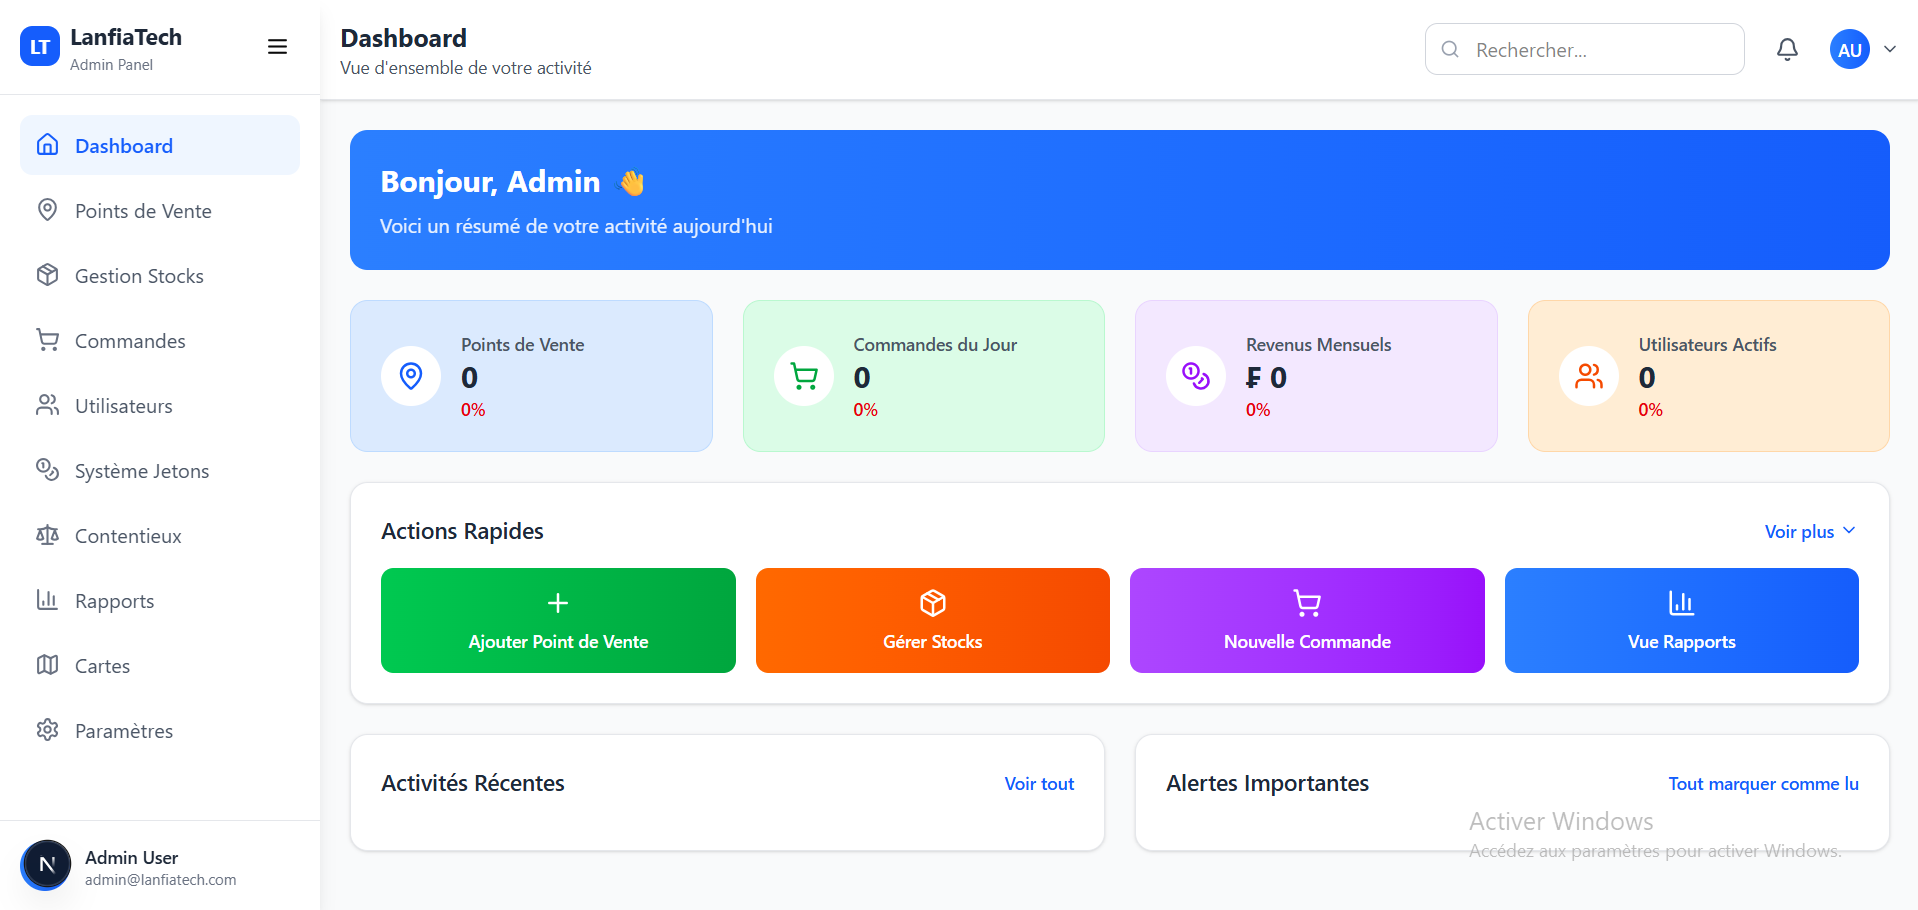 LT
LanfiaTech
Admin Panel
Dashboard
Vue d'ensemble de votre activité
Rechercher...
AU
Dashboard
Points de Vente
Gestion Stocks
Commandes
Utilisateurs
Système Jetons
Contentieux
Rapports
Cartes
Paramètres
N
Admin User
admin@lanfiatech.com
Bonjour, Admin 👋
Voici un résumé de votre activité aujourd'hui
Points de Vente
0
0%
Commandes du Jour
0
0%
Revenus Mensuels
₣ 0
0%
Utilisateurs Actifs
0
0%
Actions Rapides
Voir plus
Ajouter Point de Vente
Gérer Stocks
Nouvelle Commande
Vue Rapports
Activités Récentes
Voir tout
Alertes Importantes
Tout marquer comme lu
Activer Windows
Accédez aux paramètres pour activer Windows.